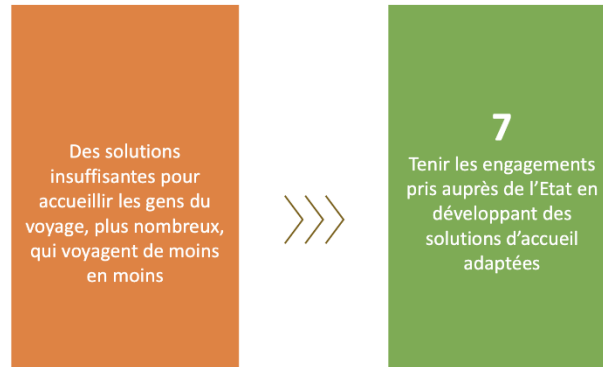 Des solutions
insuffisantes pour
accueillir les gens du
voyage, plus nombreux,
qui voyagent de moins
en moins
7
Tenir les engagements
pris auprès de l'Etat en
développant des
solutions d'accueil
adaptées